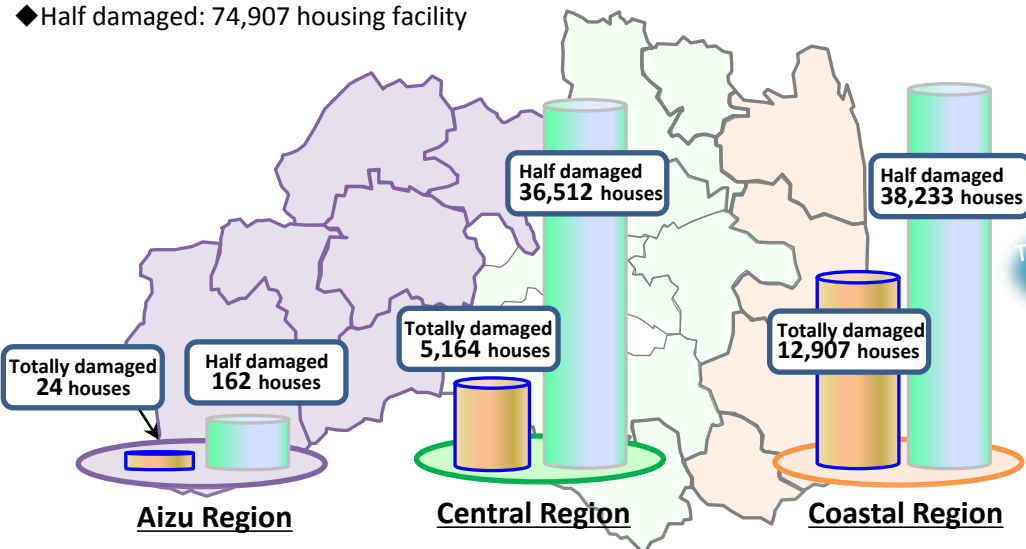 ◆Half damaged: 74,907 housing facility
Half damaged
36,512 houses
Half damaged
38,233 houses
Totally damaged
5,164 houses
Totally damaged
12,907 houses
Totally damaged
24 houses
Half damaged
162 houses
Aizu Region
Central Region
Coastal Region